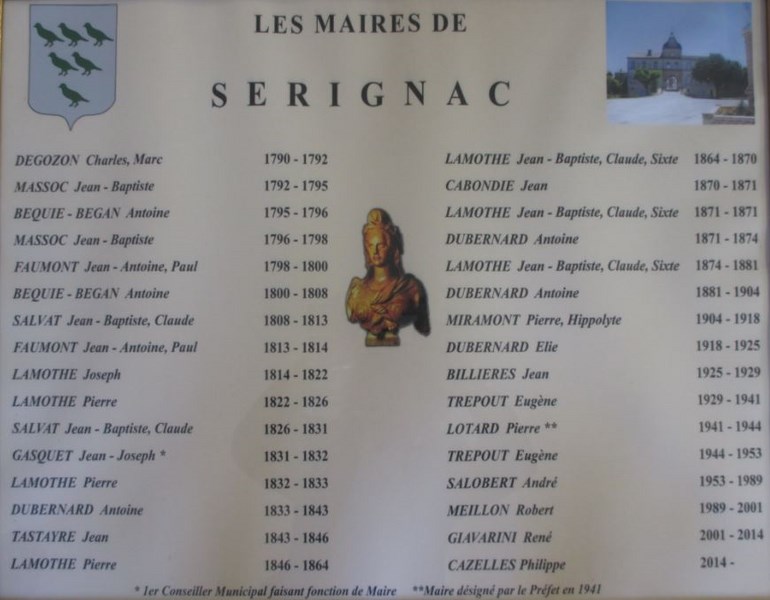 LES MAIRES DE
SERIGNAC
DEGOZON Charles, Marc 1790 - 1792
MASSOC Jean - Baptiste 1792 - 1795
BEQUIE - BEGAN Antoine 1795 - 1796
MASSOC Jean - Baptiste 1796 - 1798
FAUMONT Jean - Antoine, Paul 1798 - 1800
BEQUIE - BEGAN Antoine 1800 - 1808
SALVAT Jean - Baptiste, Claude 1808 - 1813
FAUMONT Jean - Antoine, Paul 1813 - 1814
LAMOTHE Joseph 1814 - 1822
LAMOTHE Pierre 1822 - 1826
SALVAT Jean - Baptiste, Claude 1826 - 1831
GASQUET Jean - Joseph * 1831 - 1832
LAMOTHE Pierre 1832 - 1833
DUBERNARD Antoine 1833 - 1843
TASTAYRE Jean 1843 - 1846
LAMOTHE Pierre 1846 - 1864
LAMOTHE Jean - Baptiste, Claude, Sixte 1864 - 1870
CABONDIE Jean 1870 - 1871
LAMOTHE Jean - Baptiste, Claude, Sixte 1871 - 1871
DUBERNARD Antoine 1871 - 1874
LAMOTHE Jean - Baptiste, Claude, Sixte 1874 - 1881
DUBERNARD Antoine 1881 - 1904
MIRAMONT Pierre, Hippolyte 1904 - 1918
DUBERNARD Elie 1918 - 1925
BILLIERES Jean 1925 - 1929
TREPOUT Eugène 1929 - 1941
LOTARD Pierre ** 1941 - 1944
TREPOUT Eugène 1944 - 1953
SALOBERT André 1953 - 1989
MEILLON Robert 1989 - 2001
GIAVARINI René 2001 - 2014
CAZELLES Philippe 2014 -
* 1er Conseiller Municipal faisant fonction de Maire **Maire désigné par le Préfet en 1941